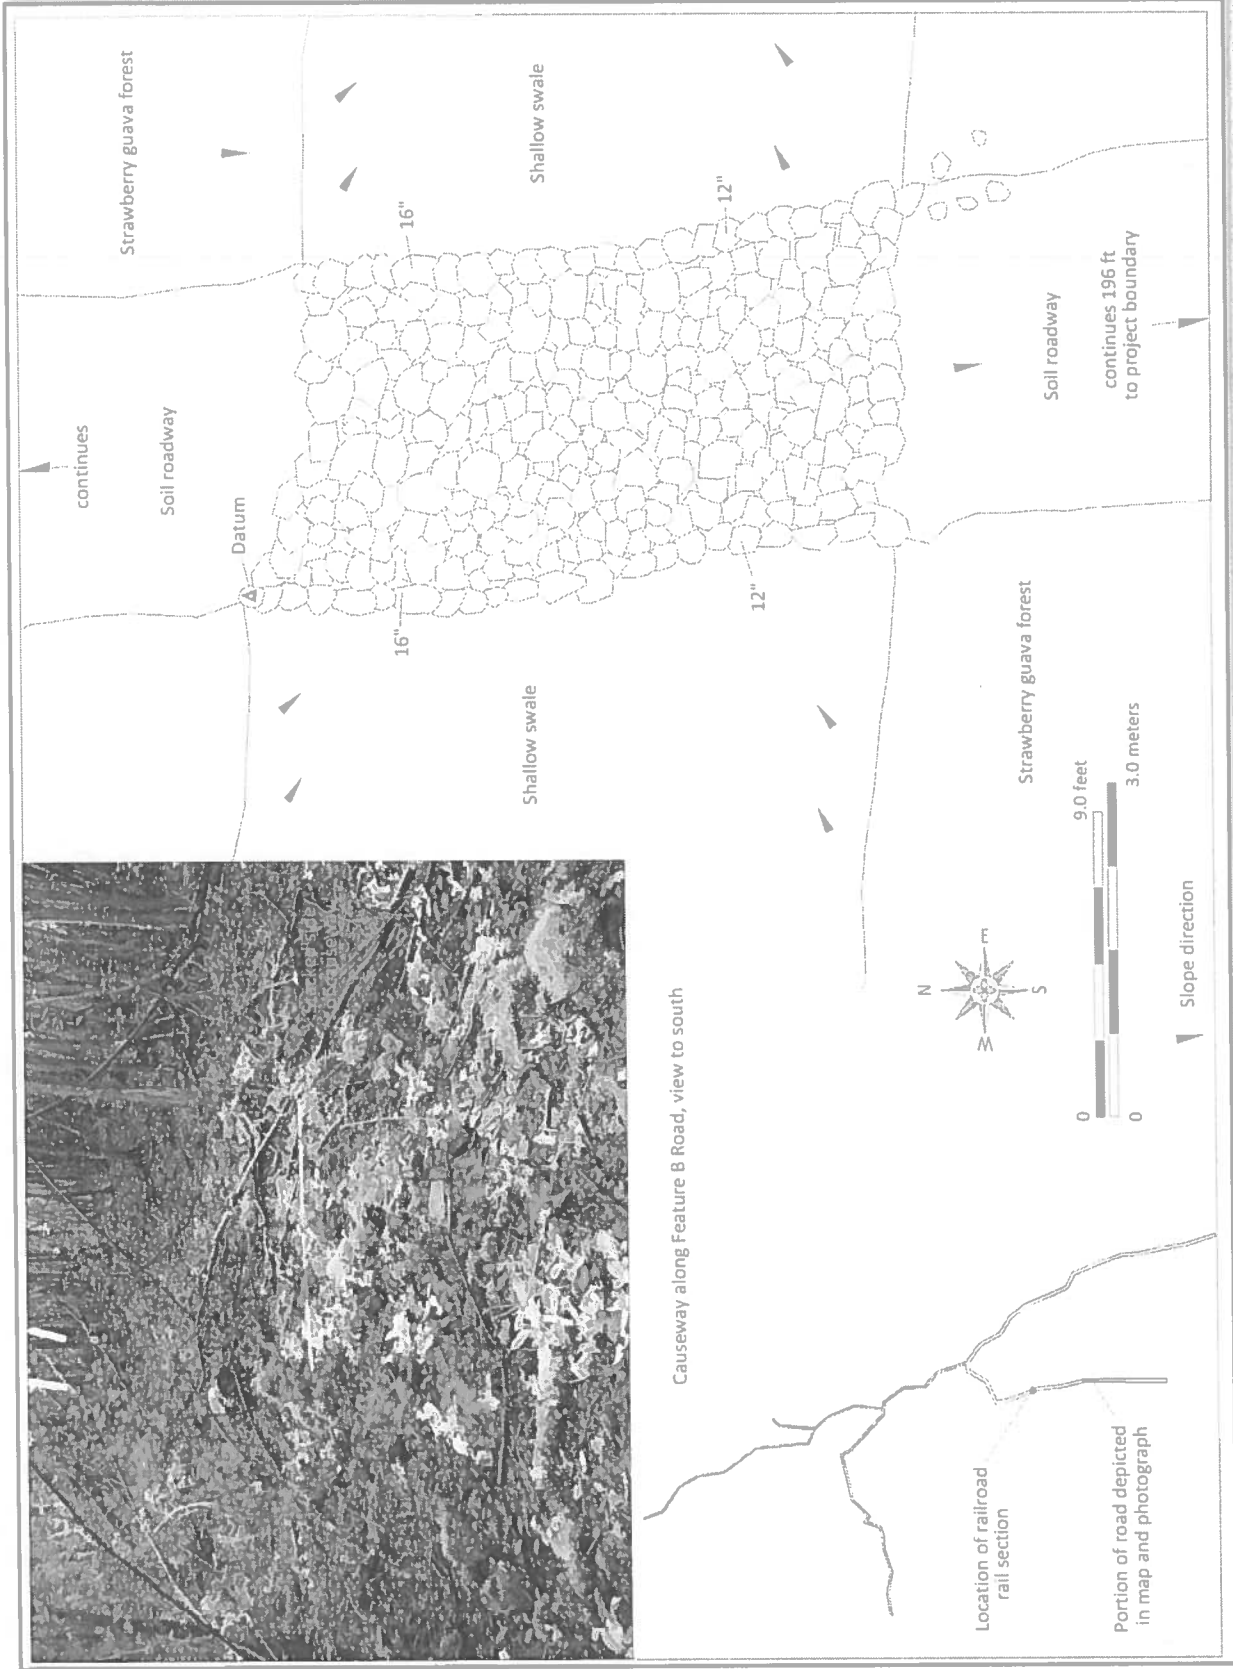 Strawberry guava forest
Shallow swale
16"
12"
continues
Soil roadway
Datum
Soil roadway
continues 196 ft
to project boundary
16"
12"
Shallow swale
Strawberry guava forest
Causeway along Feature B Road, view to south
N
W
E
S
0
9.0 feet
0
3.0 meters
Slope direction
Location of railroad
rail section
Portion of road depicted
in map and photograph